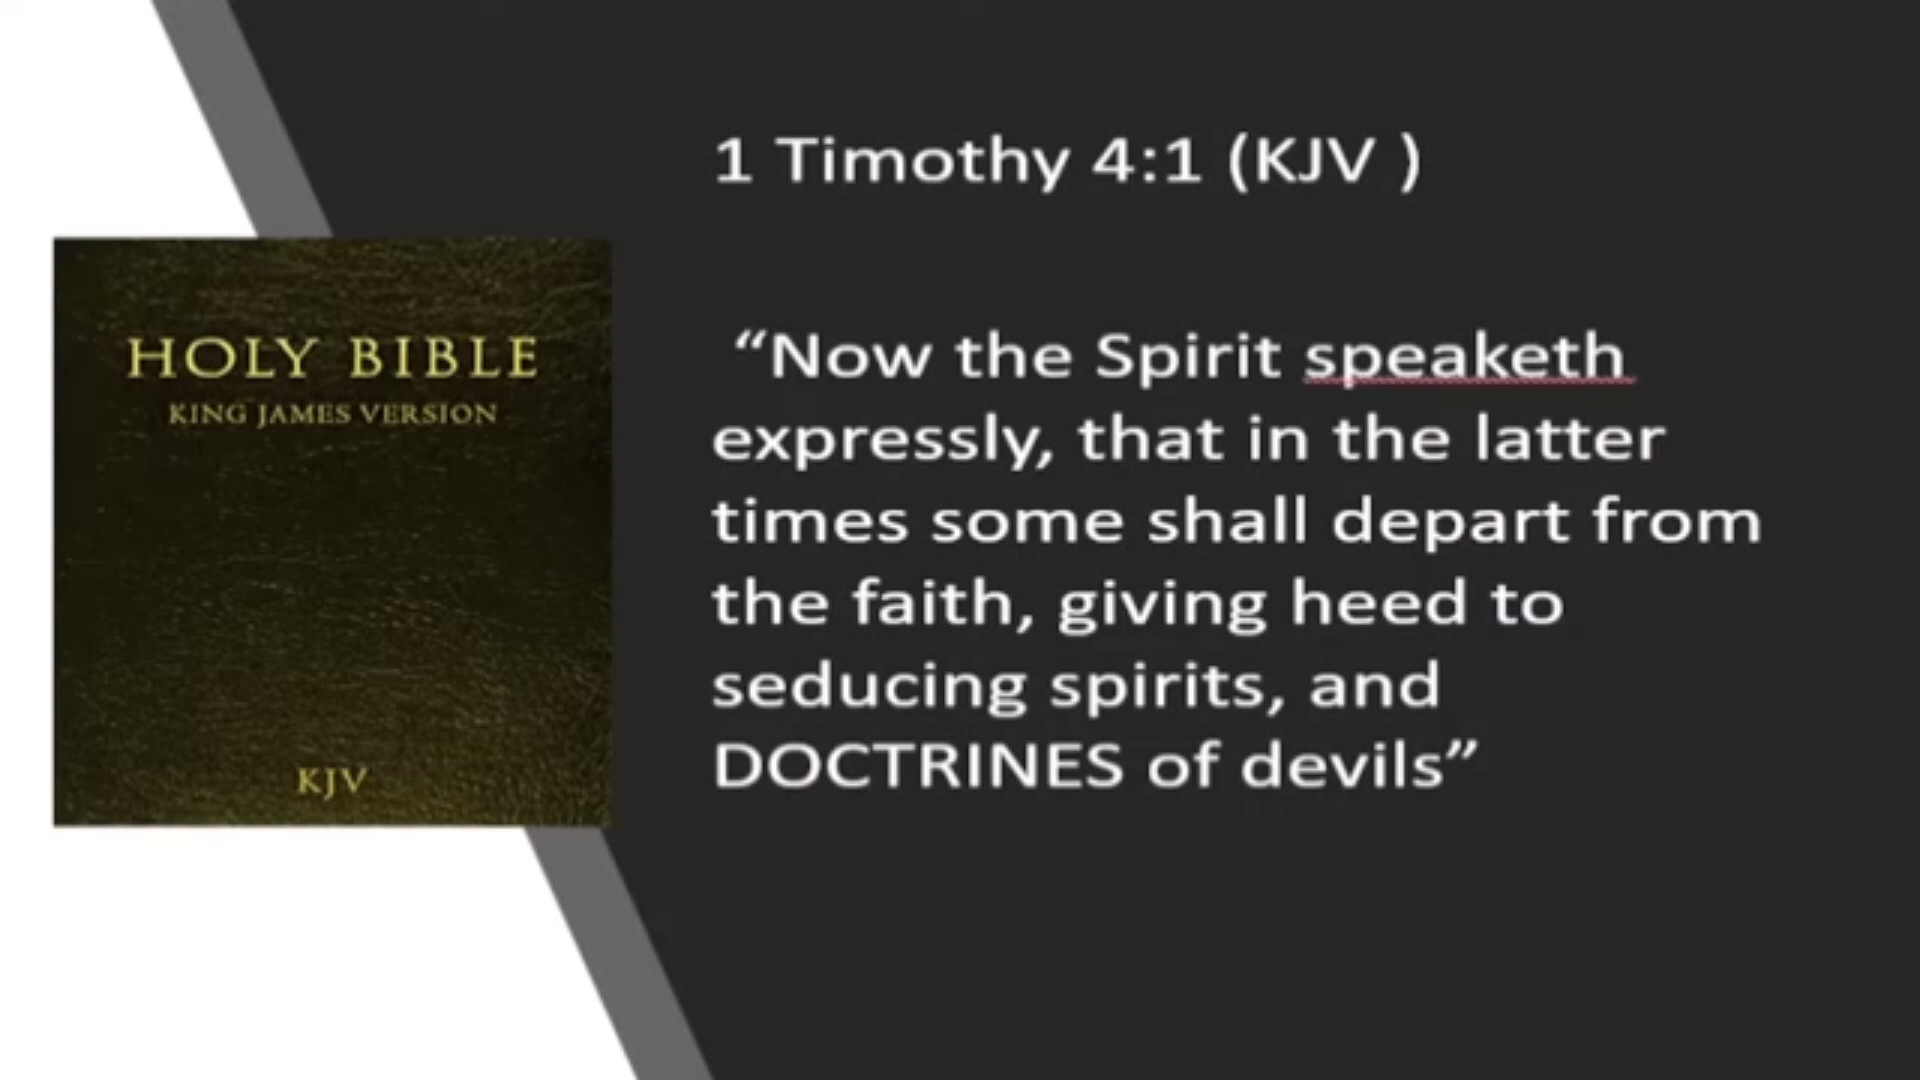 HOLY BIBLE
KING JAMES VERSION
KJV
1 Timothy 4:1 (KJV )
“Now the Spirit speaketh
expressly, that in the latter
times some shall depart from
the faith, giving heed to
seducing spirits, and
DOCTRINES of devils”